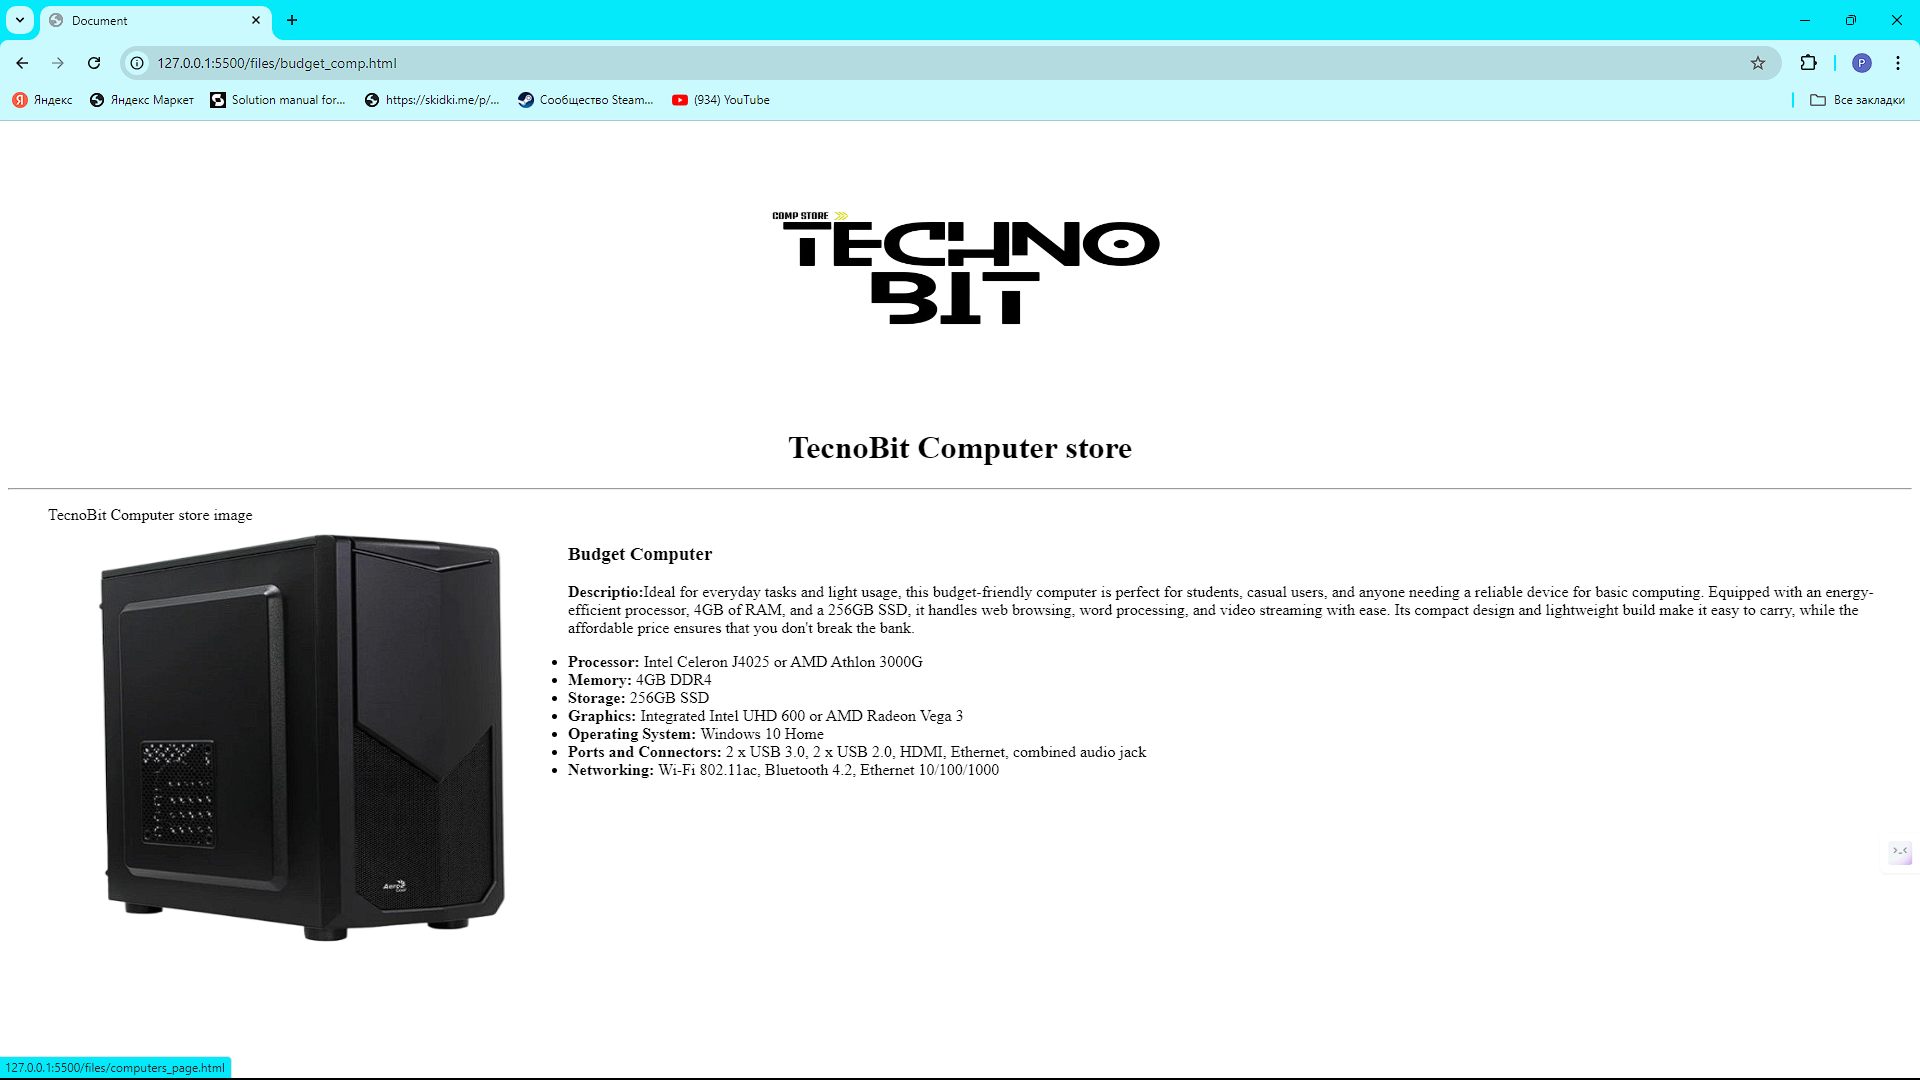 Document
127.0.0.1:5500/files/budget_comp.html
Яндекс
Яндекс Маркет
Solution manual for...
https://skidki.me/p/...
Сообщество Steam...
(934) YouTube
Все закладки
COMP STORE
TECHNO
BIT
TecnoBit Computer store
TecnoBit Computer store image
Budget Computer
Descriptio:Ideal for everyday tasks and light usage, this budget-friendly computer is perfect for students, casual users, and anyone needing a reliable device for basic computing. Equipped with an energy-
efficient processor, 4GB of RAM, and a 256GB SSD, it handles web browsing, word processing, and video streaming with ease. Its compact design and lightweight build make it easy to carry, while the
affordable price ensures that you don't break the bank.
Processor: Intel Celeron J4025 or AMD Athlon 3000G
Memory: 4GB DDR4
Storage: 256GB SSD
Graphics: Integrated Intel UHD 600 or AMD Radeon Vega 3
Operating System: Windows 10 Home
Ports and Connectors: 2 x USB 3.0, 2 x USB 2.0, HDMI, Ethernet, combined audio jack
Networking: Wi-Fi 802.11ac, Bluetooth 4.2, Ethernet 10/100/1000
Aero
127.0.0.1:5500/files/computers_page.html